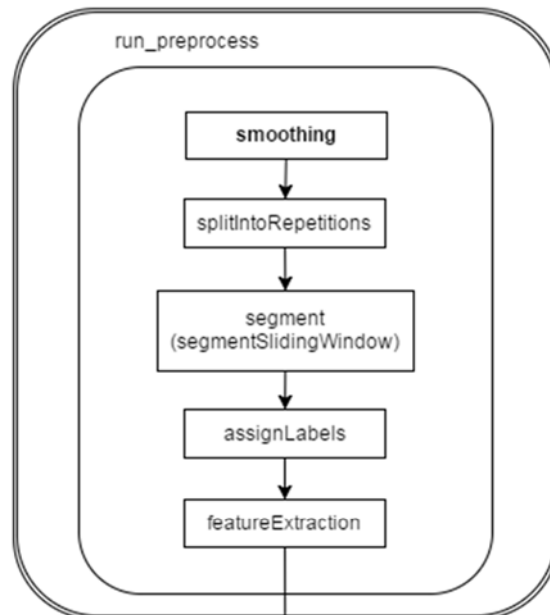 run_preprocess
smoothing
splitIntoRepetitions
segment
(segmentSlidingWindow)
assignLabels
featureExtraction